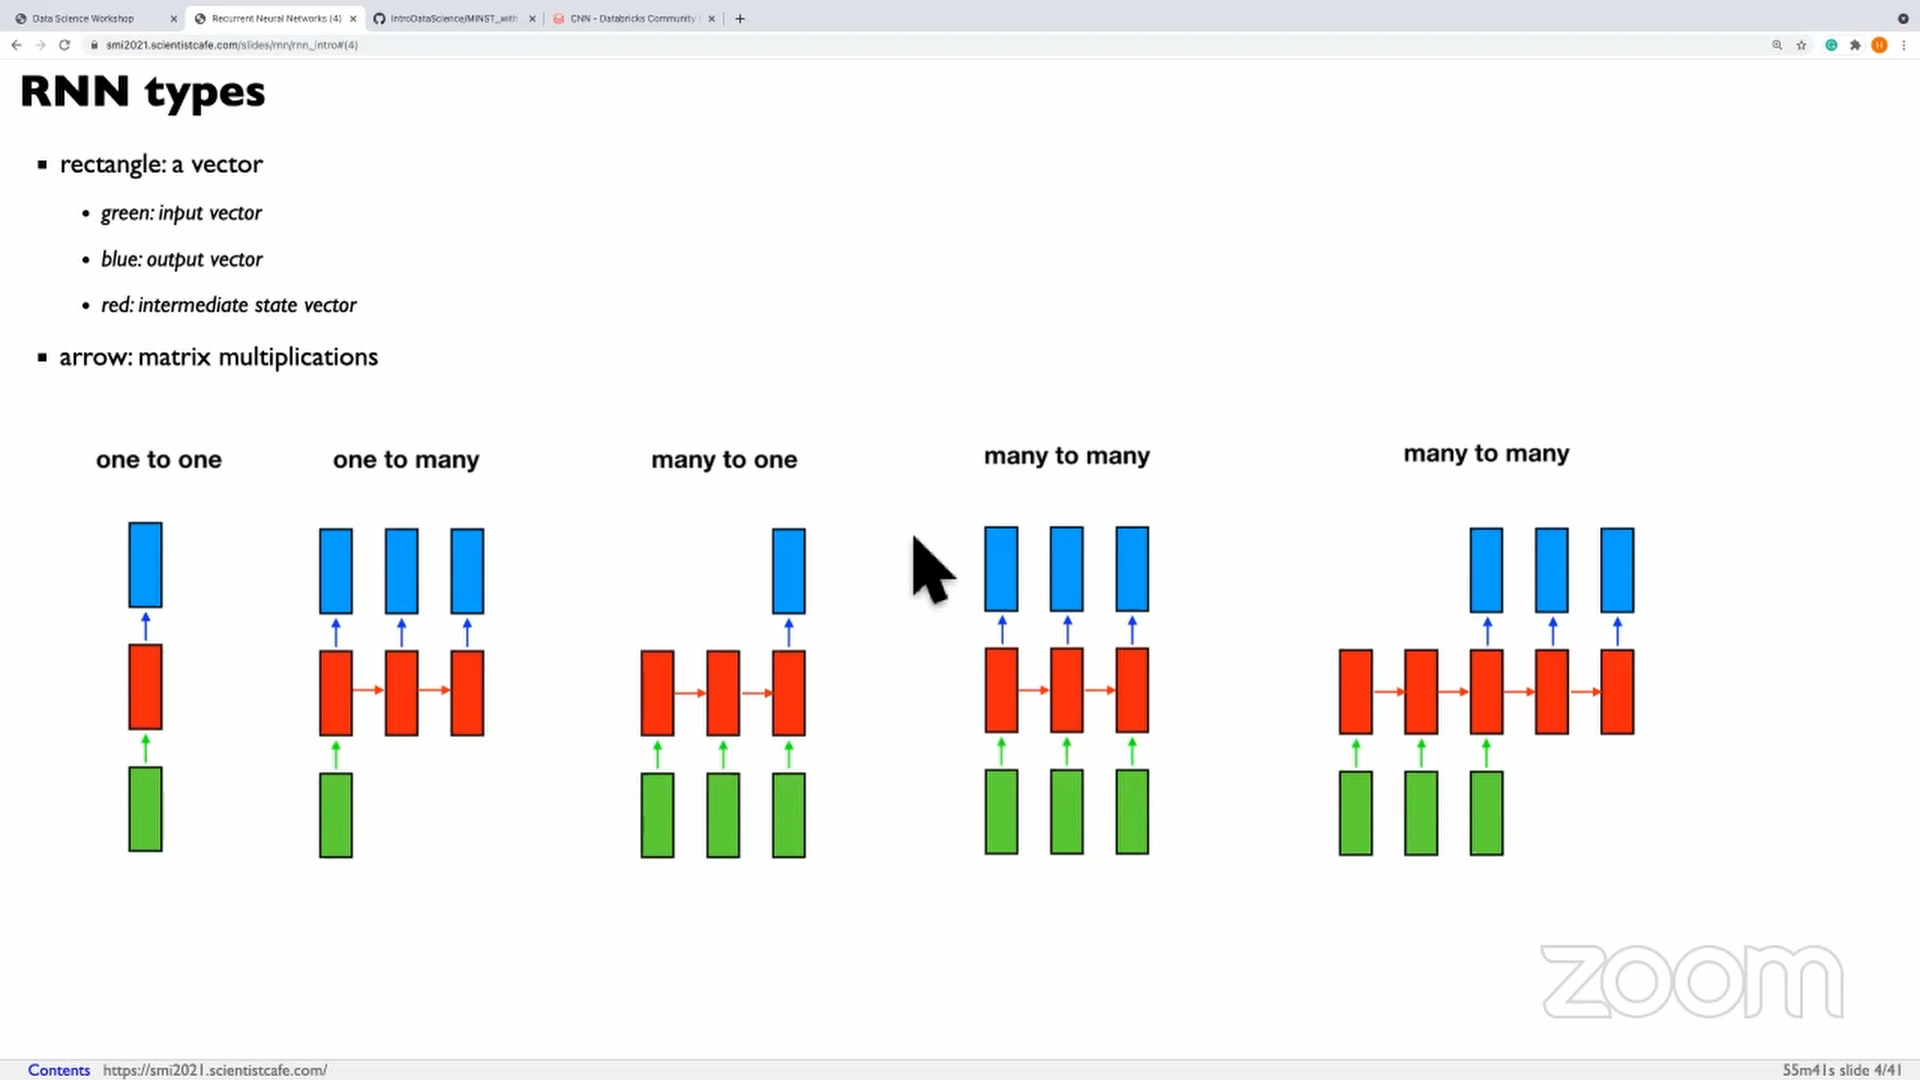 Data Science Workshop
Recurrent Neural Networks (4)
IntroDataScience/MINST_with
CNN - Databricks Community
smi2021.scientistcafe.com/slides/rnn/rnn_intro#(4)
H
RNN types
rectangle: a vector
green: input vector
blue: output vector
red: intermediate state vector
arrow: matrix multiplications
one to one
one to many
many to one
many to many
many to many
zoom
Contents https://smi2021.scientistcafe.com/
55m41s slide 4/41